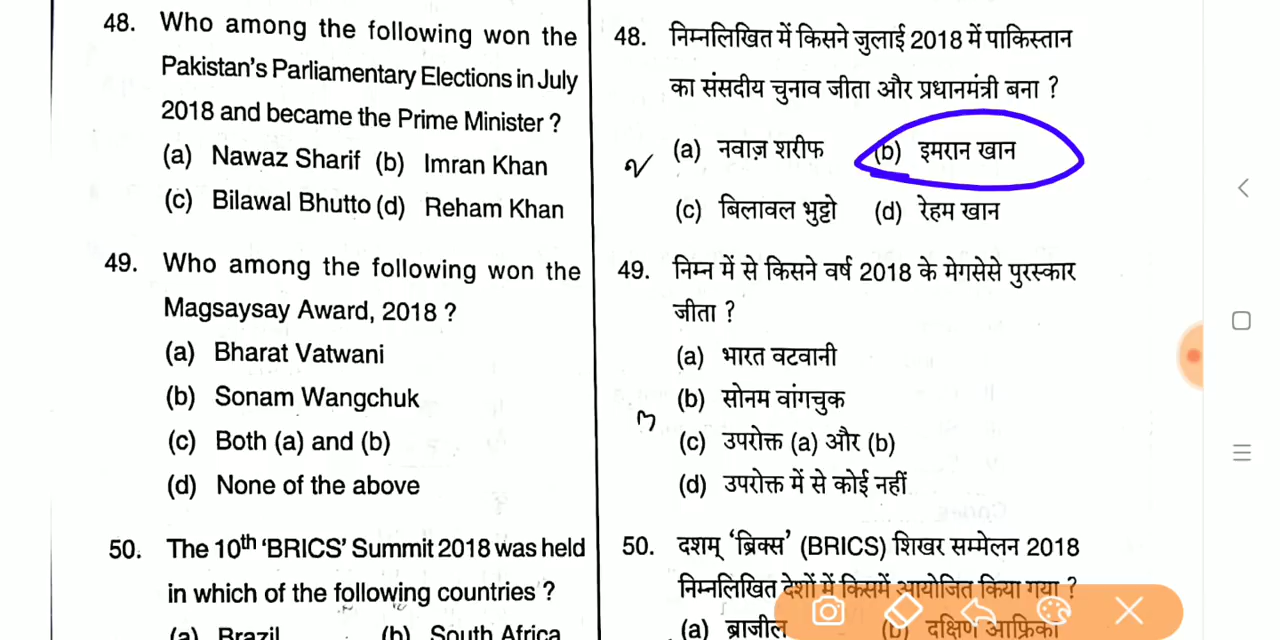 48. Who among the following won the
Pakistan's Parliamentary Elections in July
2018 and became the Prime Minister ?
(a) Nawaz Sharif (b) Imran Khan
(c) Bilawal Bhutto (d) Reham Khan
49. Who among the following won the
Magsaysay Award, 2018 ?
(a) Bharat Vatwani
(b) Sonam Wangchuk
(c) Both (a) and (b)
(d) None of the above
50. The 10th 'BRICS' Summit 2018 was held
in which of the following countries ?
(a) Brazil (b) South Africa
48. निम्नलिखित में किसने जुलाई 2018 में पाकिस्तान
का संसदीय चुनाव जीता और प्रधानमंत्री बना ?
(a) नवाज़ शरीफ (b) इमरान खान
(c) बिलावल भुट्टो (d) रेहम खान
49. निम्न में से किसने वर्ष 2018 के मेगसेसे पुरस्कार
जीता ?
(a) भारत वटवानी
(b) सोनम वांगचुक
(c) उपरोक्त (a) और (b)
(d) उपरोक्त में से कोई नहीं
50. दशम् 'ब्रिक्स' (BRICS) शिखर सम्मेलन 2018
निम्नलिखित देशों में किसमें आयोजित किया गया ?
(a) ब्राजील (b) दक्षिण आफ्रिका